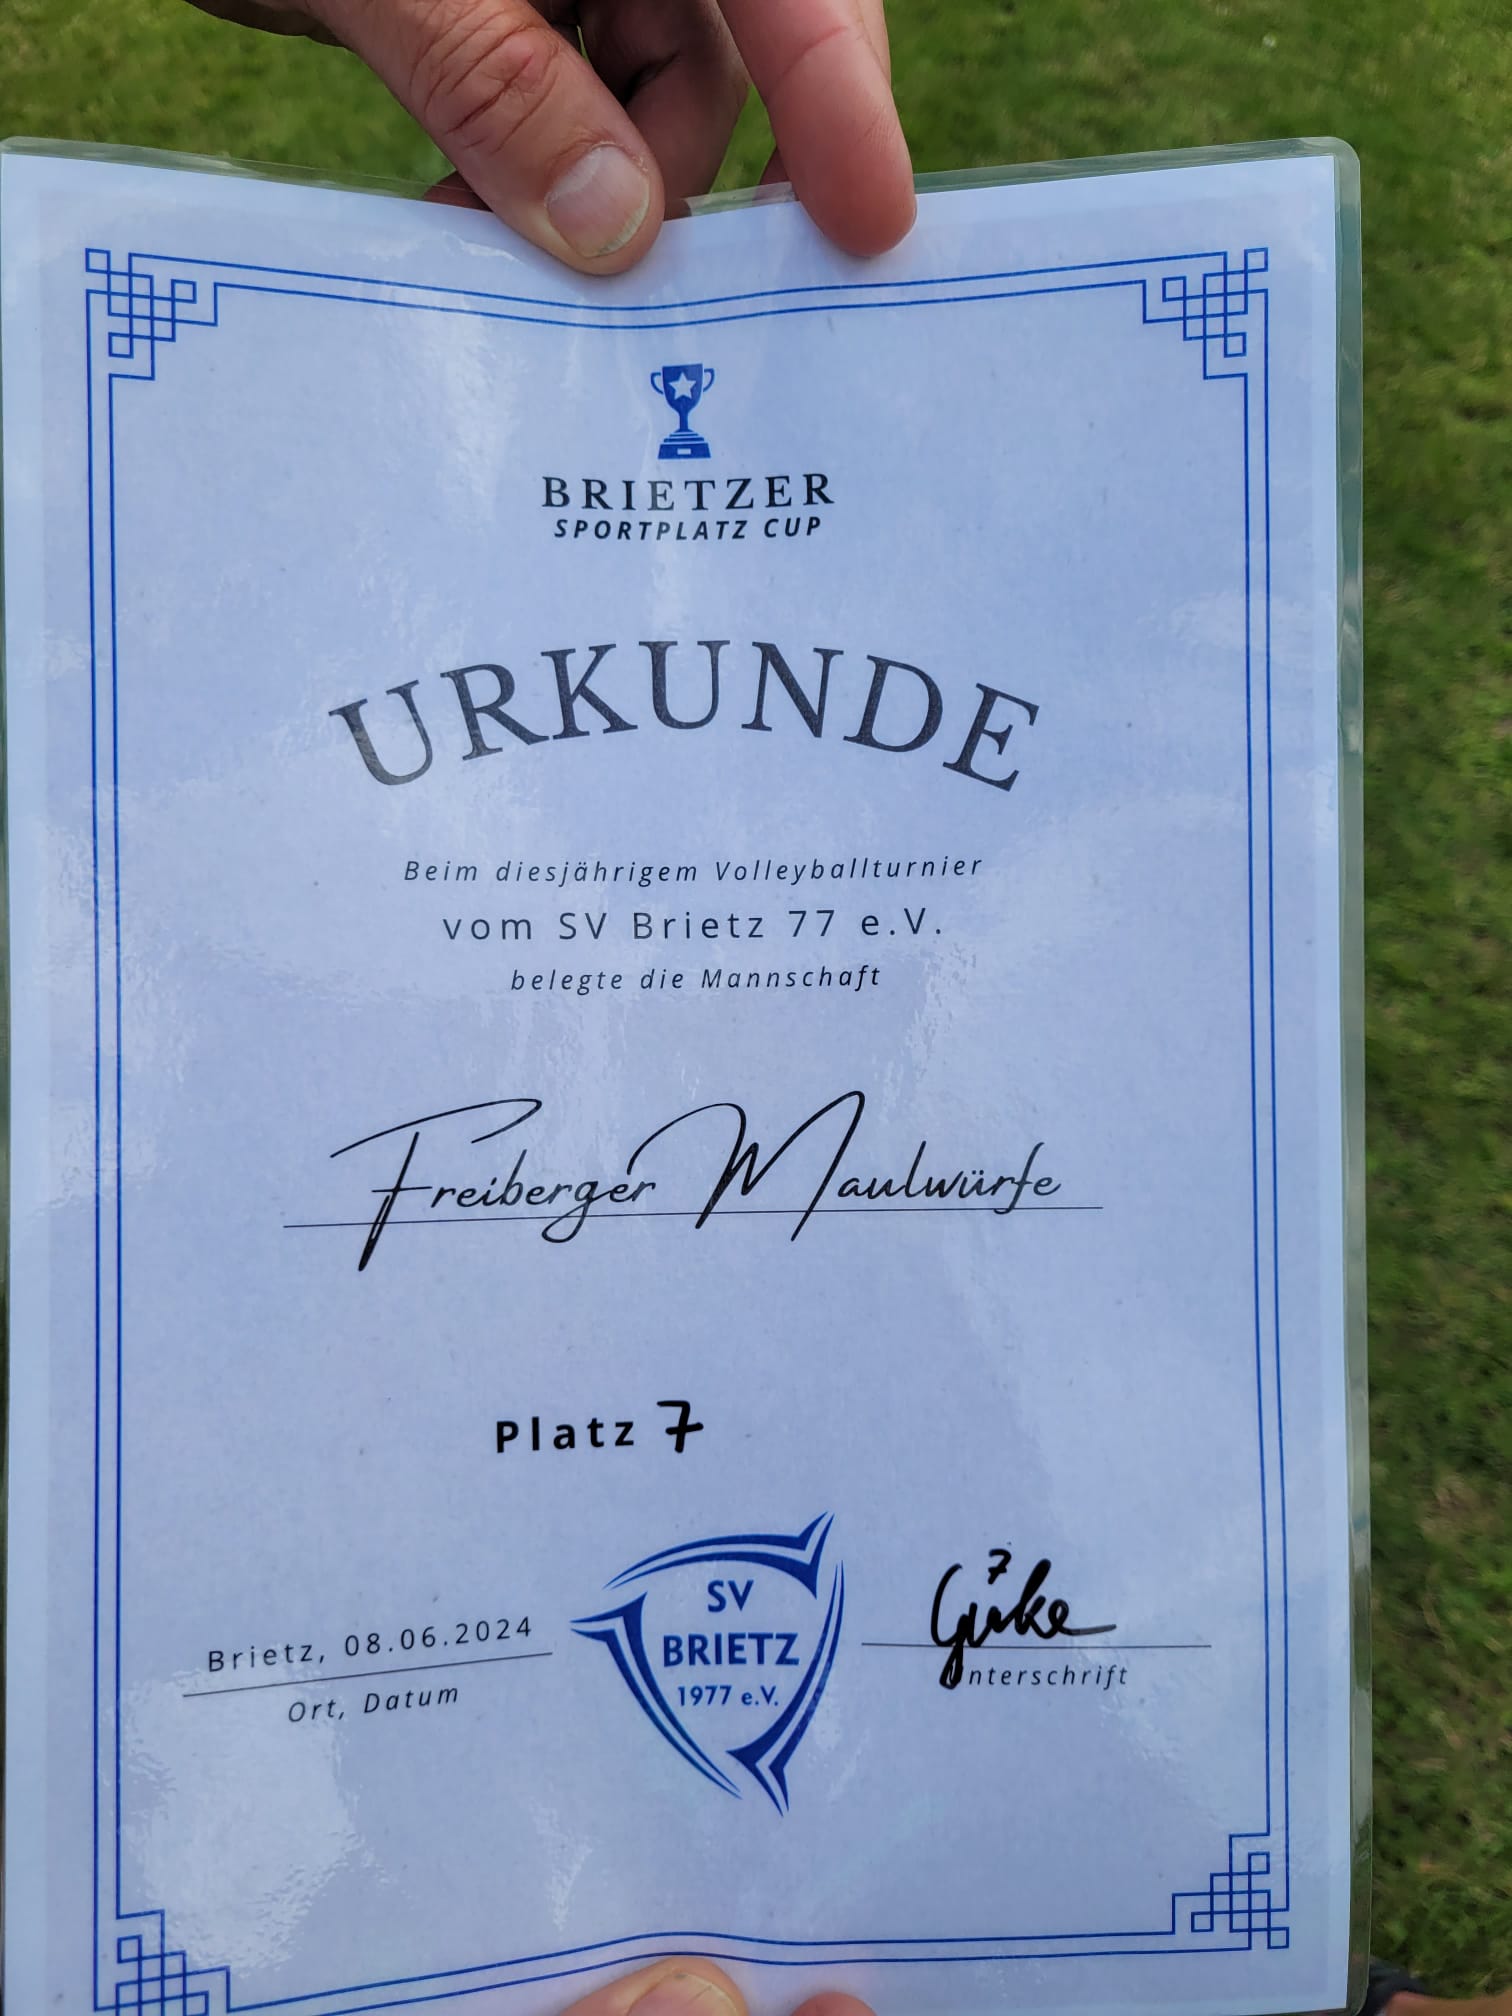 BRIETZER
SPORTPLATZ CUP
URKUNDE
Beim diesjährigem Volleyballturnier
vom SV Brietz 77 e.V.
belegte die Mannschaft
Freiberger Maulwürfe
Platz 7
SV
BRIETZ
1977 e.V.
Brietz, 08.06.2024
Ort, Datum
Unterschrift